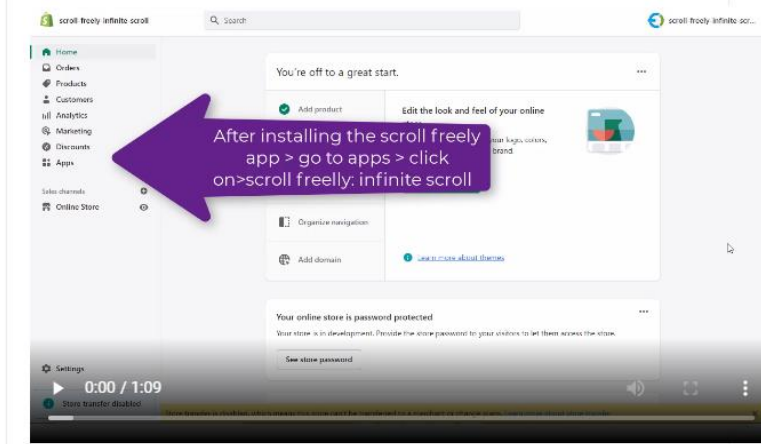 scroll-freely-infinite-scroll
Search
scroll-freely-infinite-scr...
Home
Orders
Products
Customers
Analytics
Marketing
Discounts
Apps
Sales channels
Online Store
Settings
Store transfer disabled
You're off to a great start.
Add product
Edit the look and feel of your online
your logo, colors,
brand
After installing the scroll freely
app > go to apps > click
on>scroll freelly: infinite scroll
Organize navigation
Add domain
Learn more about themes
Your online store is password protected
Your store is in development. Provide the store password to your visitors to let them access the store.
See store password
0:00 / 1:09